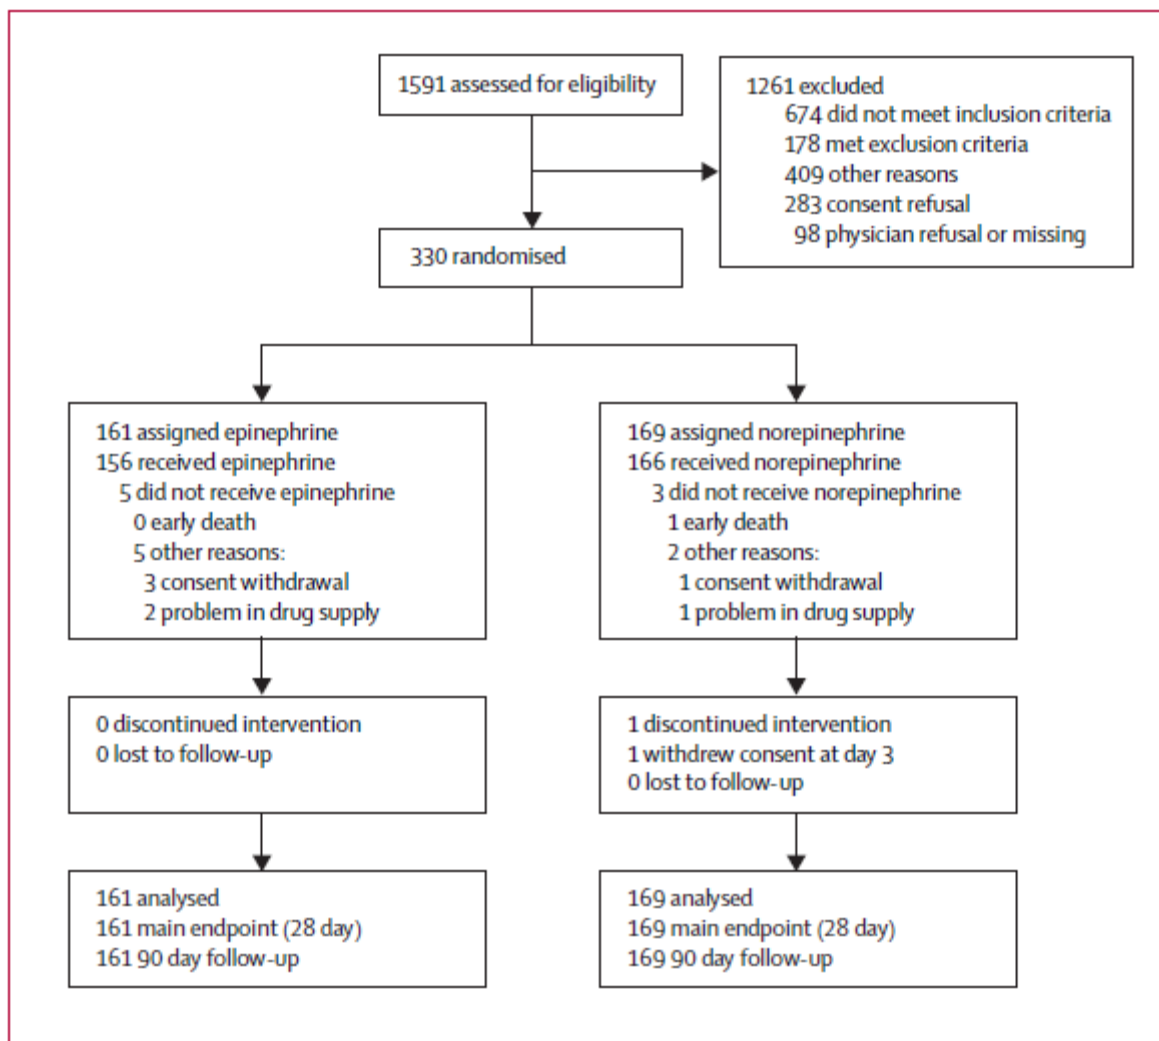 1591 assessed for eligibility
1261 excluded
674 did not meet inclusion criteria
178 met exclusion criteria
409 other reasons
283 consent refusal
98 physician refusal or missing
330 randomised
161 assigned epinephrine
156 received epinephrine
5 did not receive epinephrine
0 early death
5 other reasons:
3 consent withdrawal
2 problem in drug supply
169 assigned norepinephrine
166 received norepinephrine
3 did not receive norepinephrine
1 early death
2 other reasons:
1 consent withdrawal
1 problem in drug supply
0 discontinued intervention
0 lost to follow-up
1 discontinued intervention
1 withdrew consent at day 3
0 lost to follow-up
161 analysed
161 main endpoint (28 day)
161 90 day follow-up
169 analysed
169 main endpoint (28 day)
169 90 day follow-up